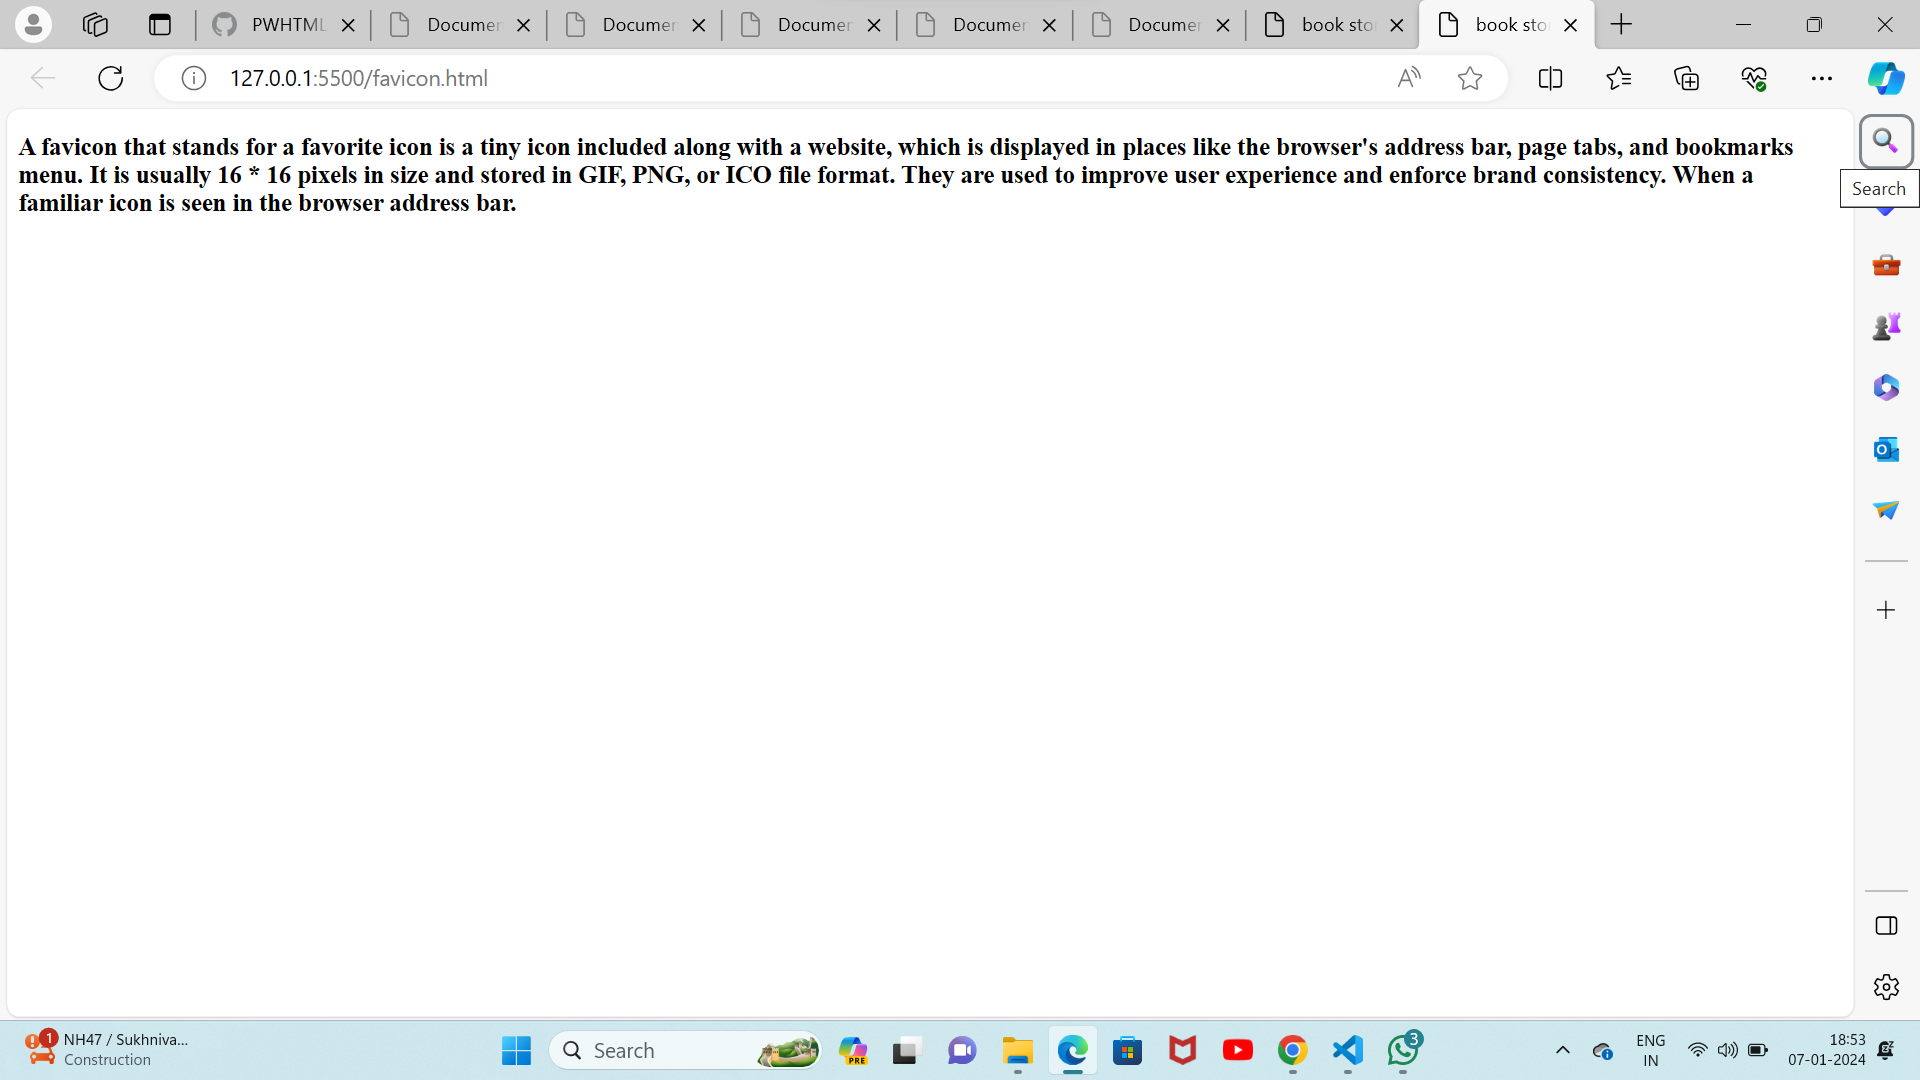 PWHTML
Documen
Documen
Documen
Documen
Documen
book sto
book sto
127.0.0.1:5500/favicon.html
A favicon that stands for a favorite icon is a tiny icon included along with a website, which is displayed in places like the browser's address bar, page tabs, and bookmarks
menu. It is usually 16 * 16 pixels in size and stored in GIF, PNG, or ICO file format. They are used to improve user experience and enforce brand consistency. When a
familiar icon is seen in the browser address bar.
Search
1
NH47 / Sukhniva...
Construction
Search
PRE
3
ENG
IN
18:53
07-01-2024